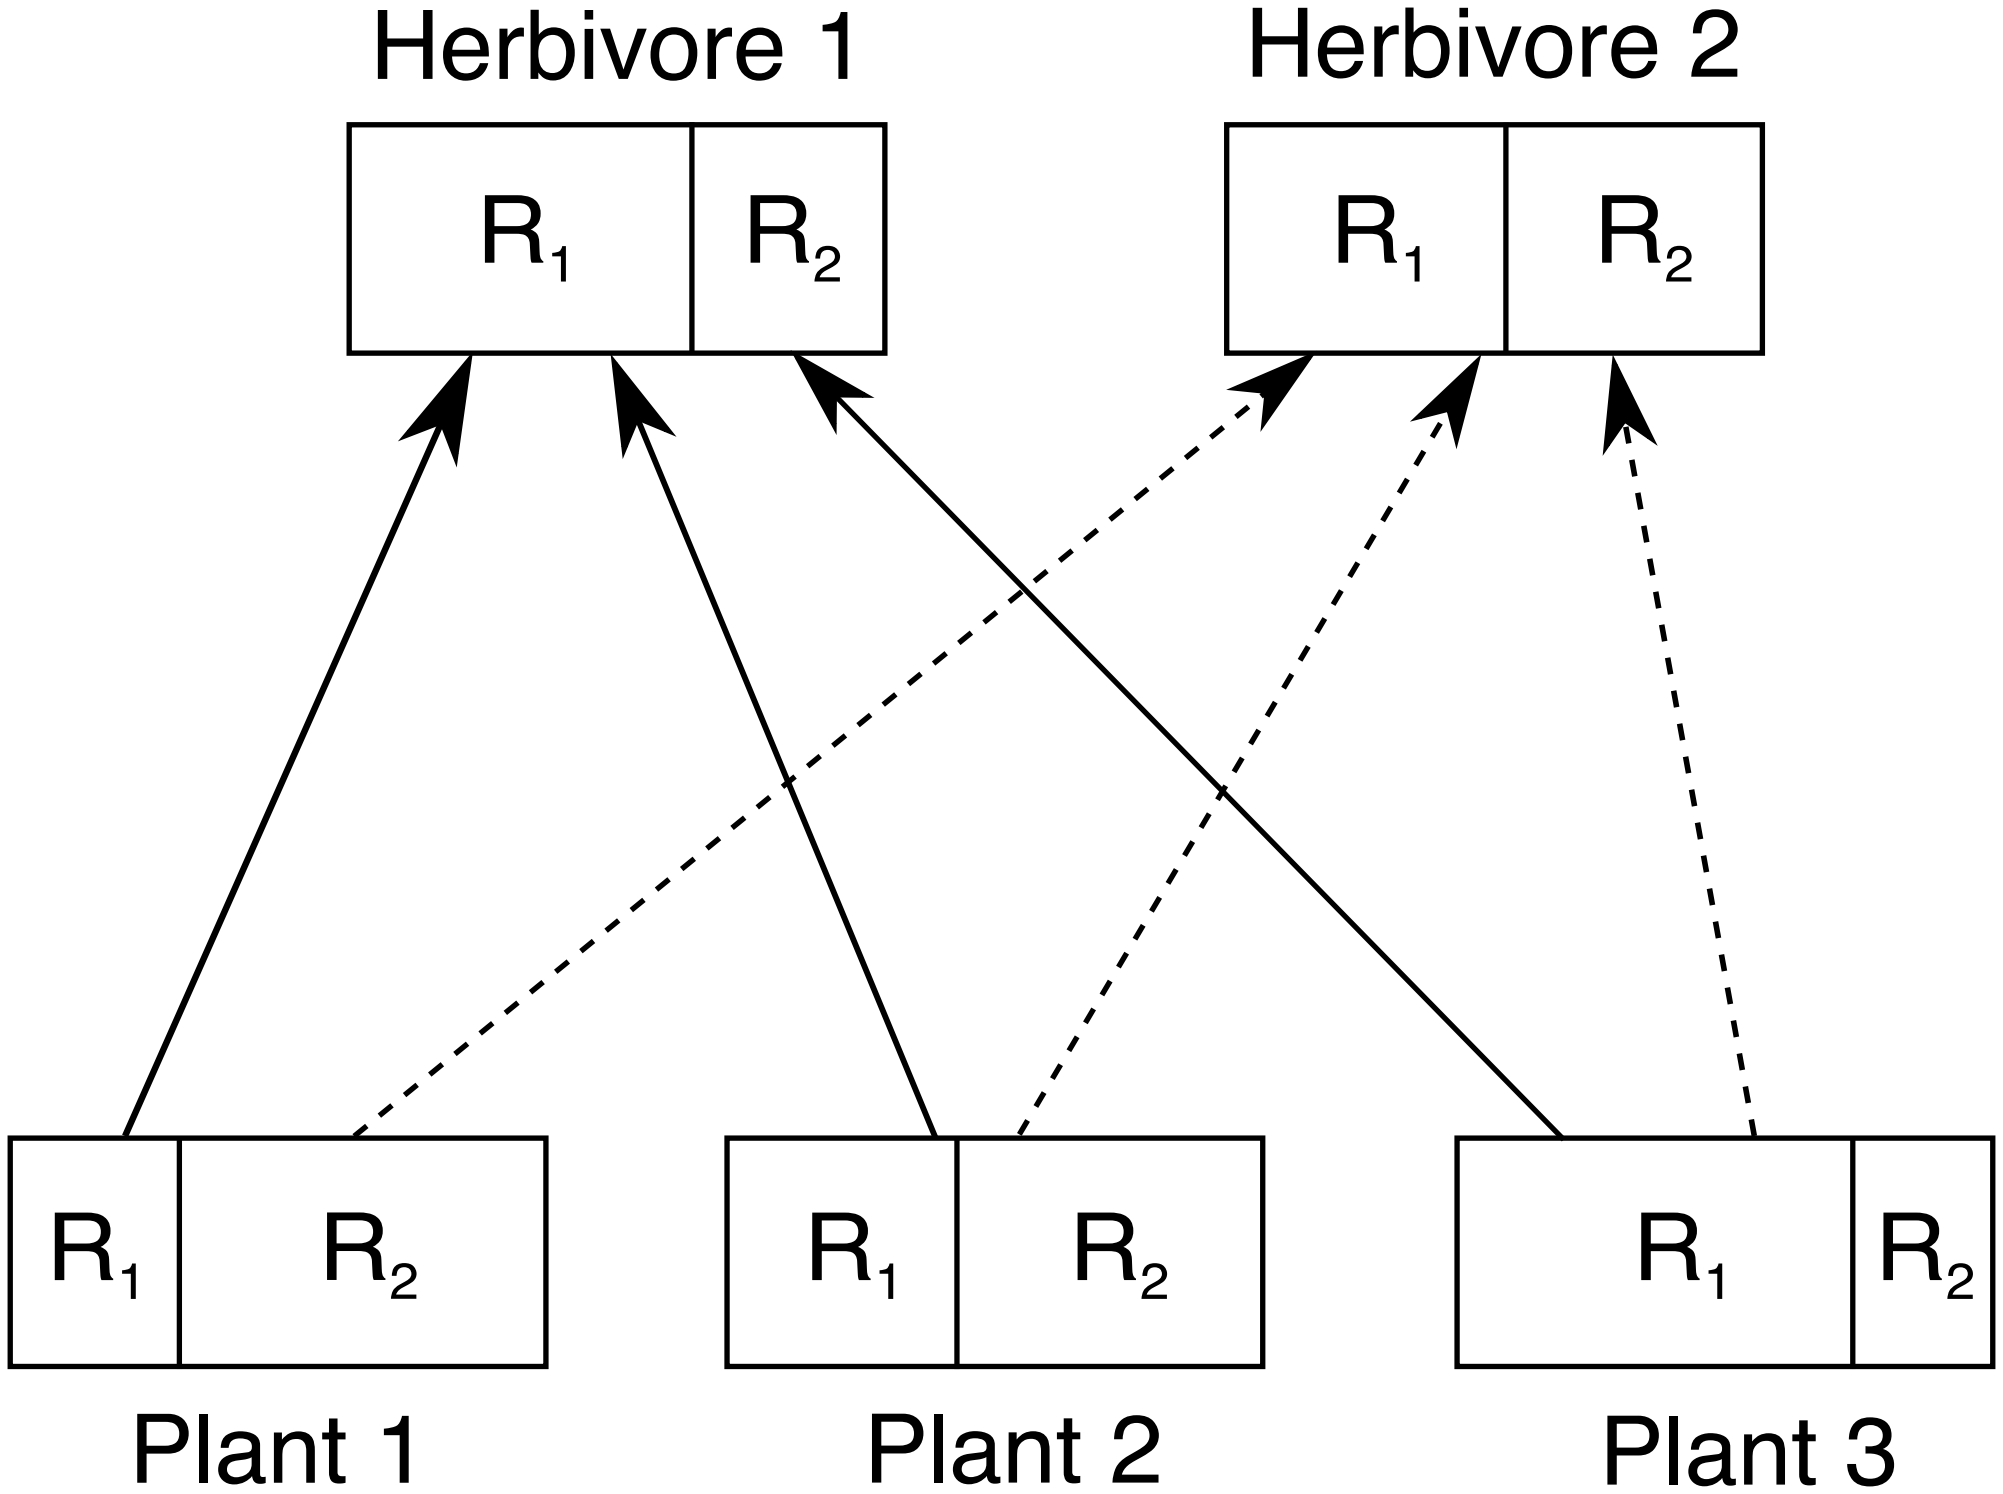 Herbivore 1 Herbivore 2
R₁ R₂ R₁ R₂
R₁ R₂ R₁ R₂ R₁ R₂
Plant 1 Plant 2 Plant 3